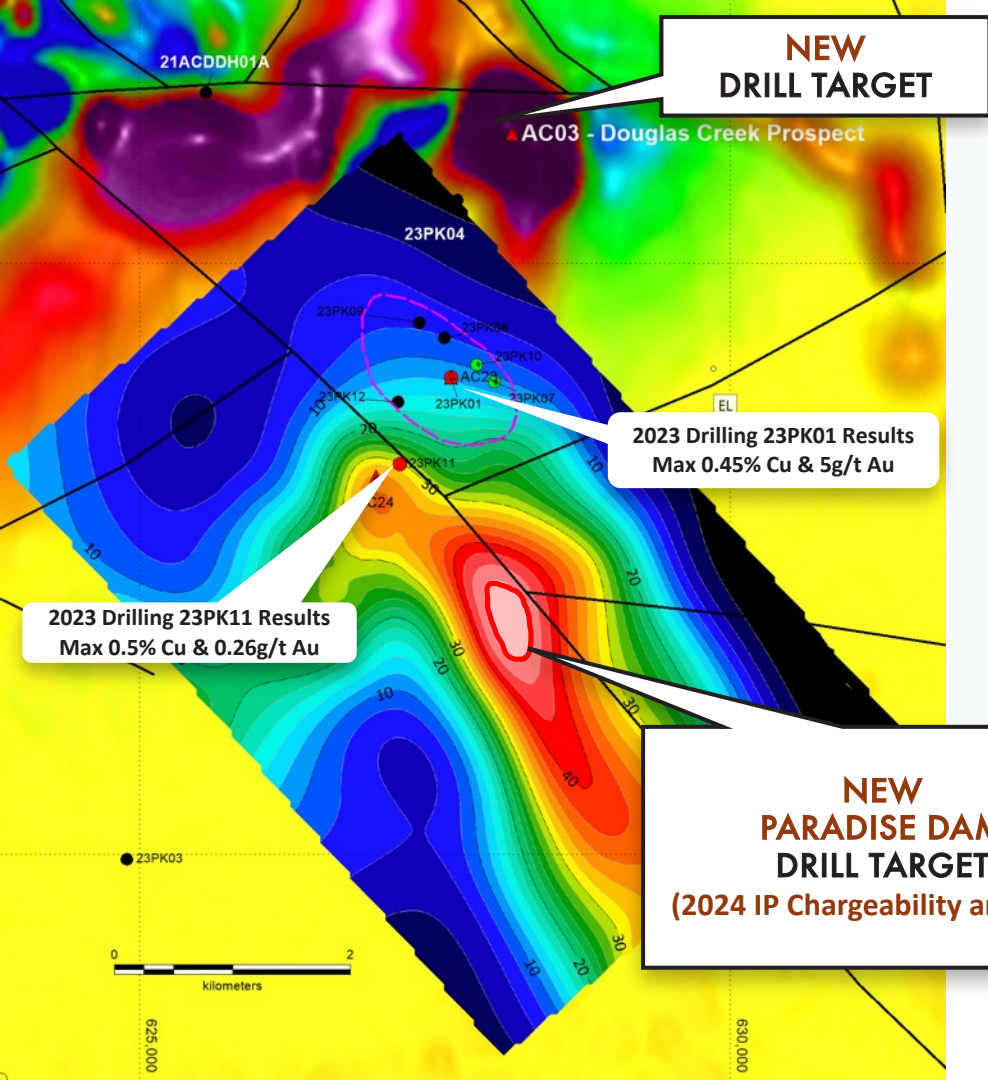 21ACDDH01A
NEW
DRILL TARGET
AC03 - Douglas Creek Prospect
23PK04
23PK09
23PK08
23PK10
AC23
23PK12
23PK01
23PK07
10
20
EL
2023 Drilling 23PK01 Results
Max 0.45% Cu & 5g/t Au
10
23PK11
30
C24
10
20
2023 Drilling 23PK11 Results
Max 0.5% Cu & 0.26g/t Au
30
20
10
30
40
NEW
PARADISE DAM
DRILL TARGET
(2024 IP Chargeability
23PK03
0 2
kilometers
30
10
20
625,000
630,000